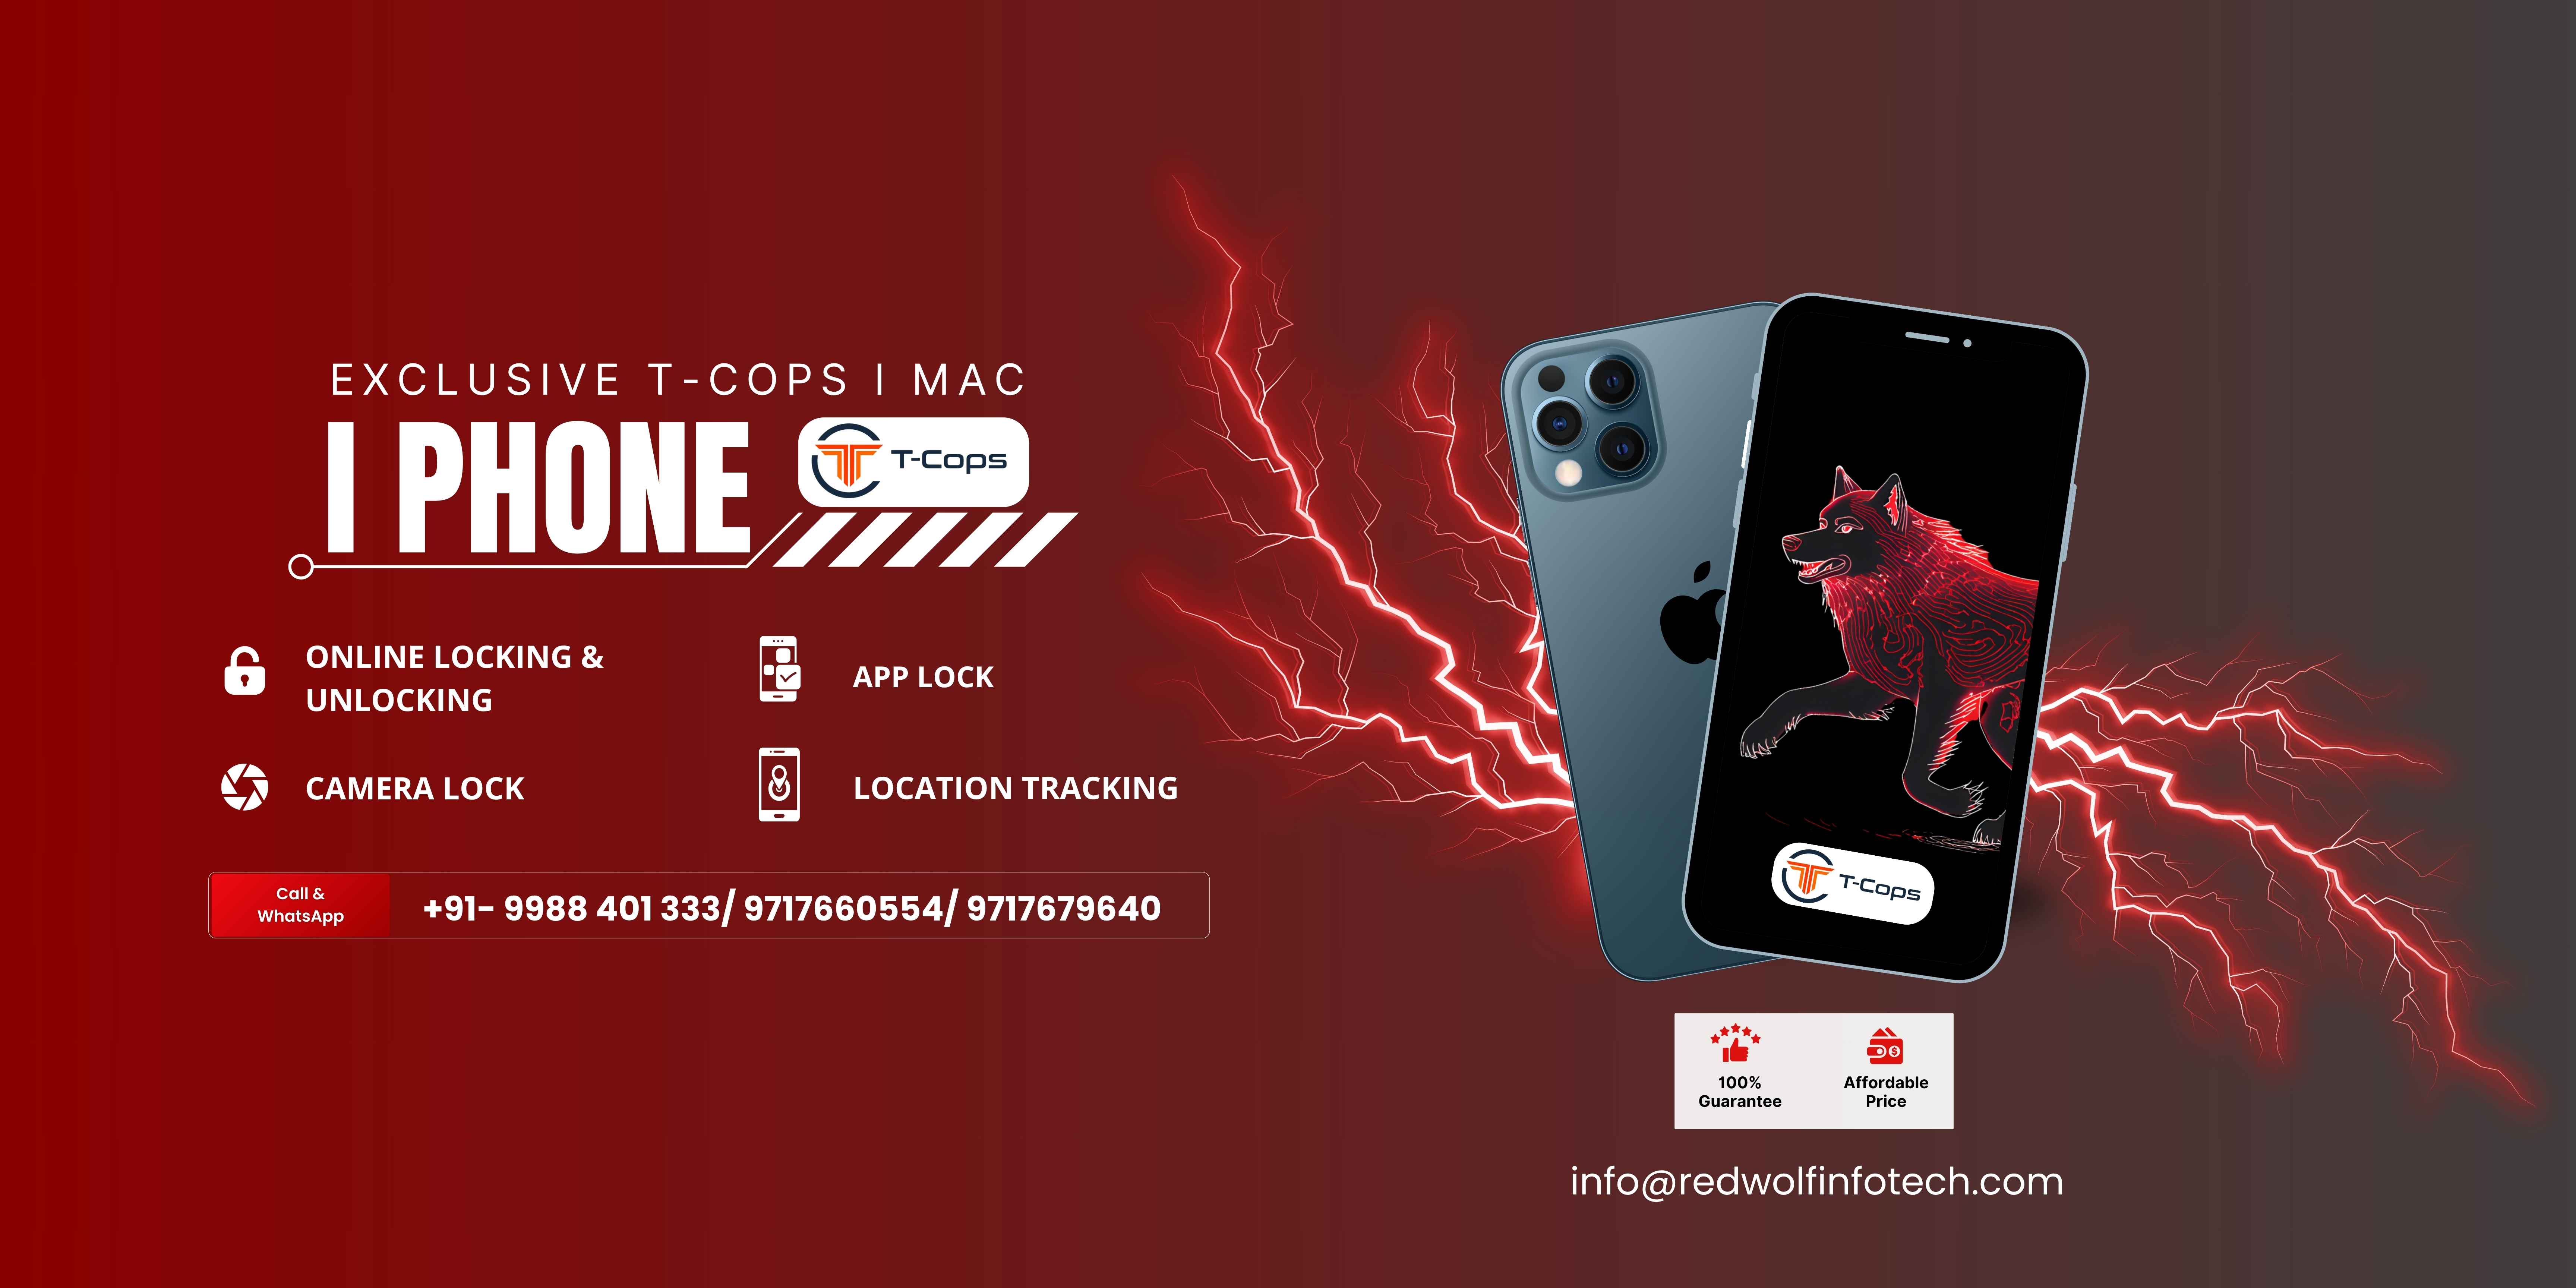 EXCLUSIVE T-COPS I MAC
I PHONE
T-Cops
ONLINE LOCKING &
UNLOCKING
APP LOCK
CAMERA LOCK
LOCATION TRACKING
Call &
WhatsApp
+91- 9988 401 333/ 9717660554/ 9717679640
T-Cops
100%
Guarantee
Affordable
Price
info@redwolfinfotech.com